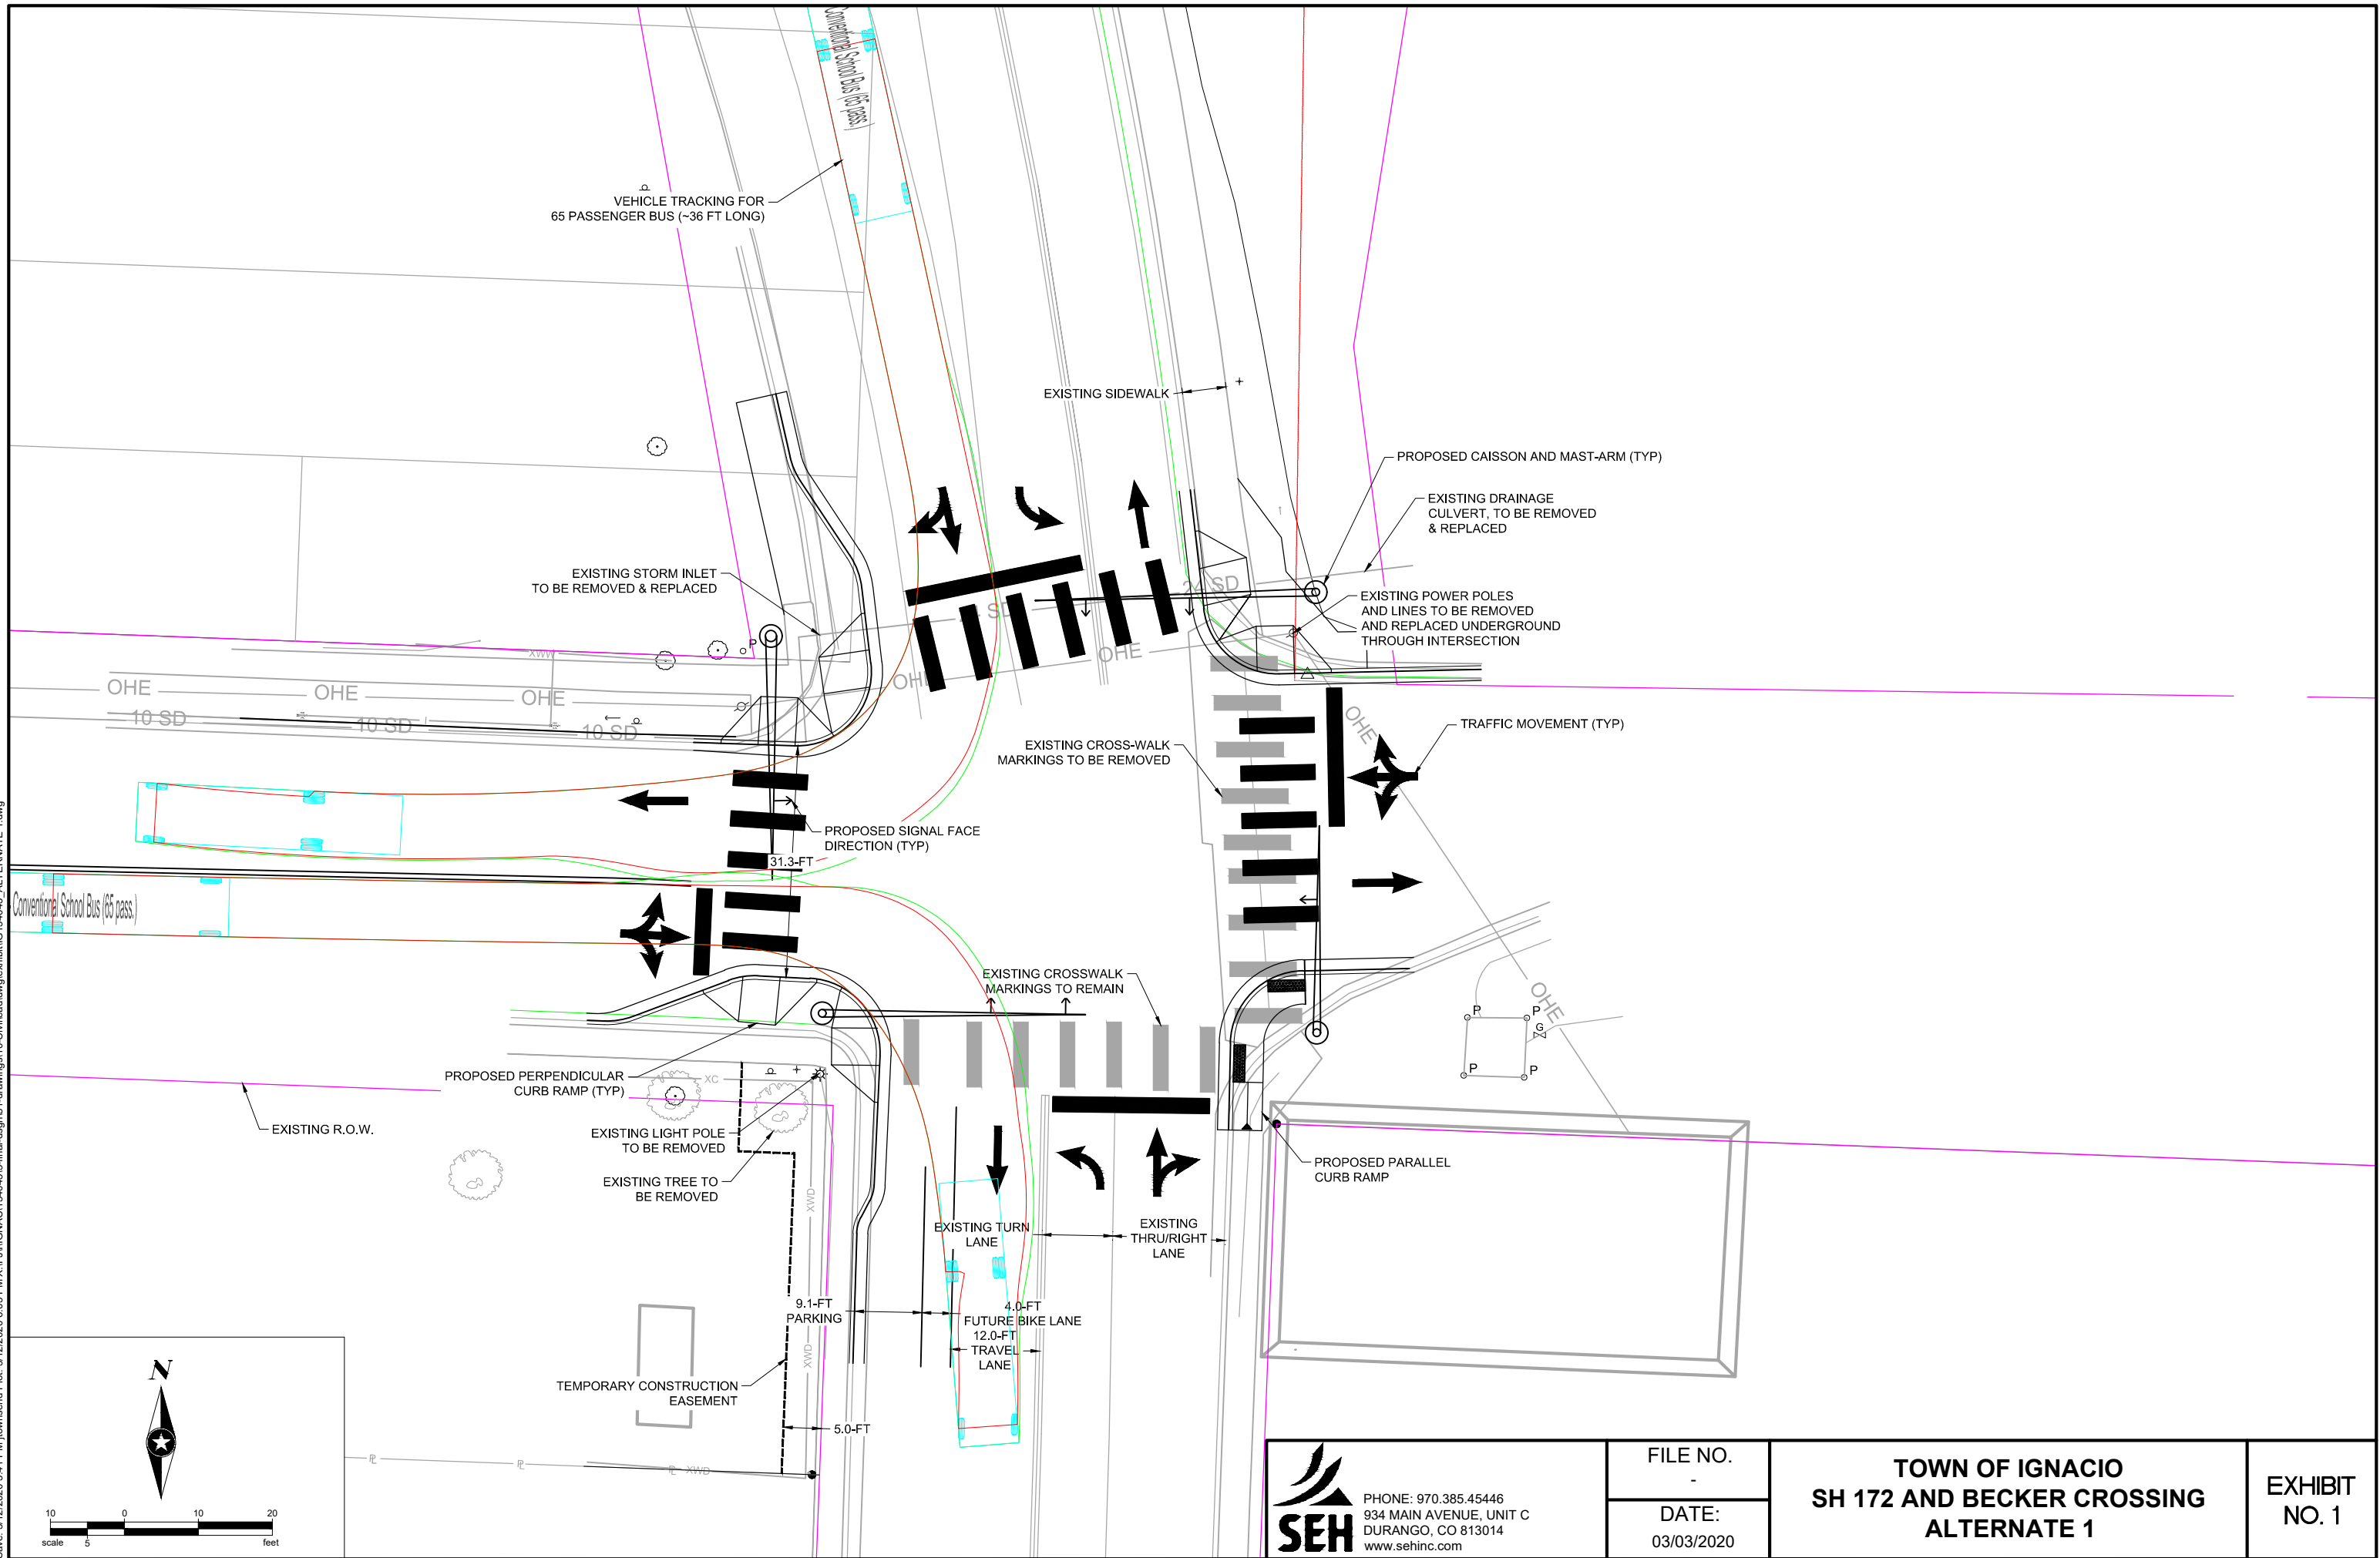 Conventional School Bus (65 pass.)
VEHICLE TRACKING FOR
65 PASSENGER BUS (~36 FT LONG)
EXISTING SIDEWALK
PROPOSED CAISSON AND MAST-ARM (TYP)
EXISTING DRAINAGE
CULVERT, TO BE REMOVED
& REPLACED
EXISTING STORM INLET
TO BE REMOVED & REPLACED
24 SD
SD
EXISTING POWER POLES
AND LINES TO BE REMOVED
AND REPLACED UNDERGROUND
THROUGH INTERSECTION
P
XWW
OHE
OHE
OHE
OHE
OHE
10 SD
10 SD
10 SD
OHE
TRAFFIC MOVEMENT (TYP)
EXISTING CROSS-WALK
MARKINGS TO BE REMOVED
PROPOSED SIGNAL FACE
DIRECTION (TYP)
31.3-FT
Conventional School Bus (65 pass.)
EXISTING CROSSWALK
MARKINGS TO REMAIN
OHE
P
P
G
P
P
PROPOSED PERPENDICULAR
CURB RAMP (TYP)
XC
EXISTING R.O.W.
EXISTING LIGHT POLE
TO BE REMOVED
EXISTING TREE TO
BE REMOVED
XWD
PROPOSED PARALLEL
CURB RAMP
EXISTING TURN
LANE
EXISTING
THRU/RIGHT
LANE
9.1-FT
PARKING
4.0-FT
FUTURE BIKE LANE
12.0-FT
TRAVEL
LANE
XWD
TEMPORARY CONSTRUCTION
EASEMENT
5.0-FT
XWD
N
10 0 10 20
scale 5 feet
SEH
PHONE: 970.385.45446
934 MAIN AVENUE, UNIT C
DURANGO, CO 813014
www.sehinc.com
FILE NO.
-
DATE:
03/03/2020
TOWN OF IGNACIO
SH 172 AND BECKER CROSSING
ALTERNATE 1
EXHIBIT
NO. 1